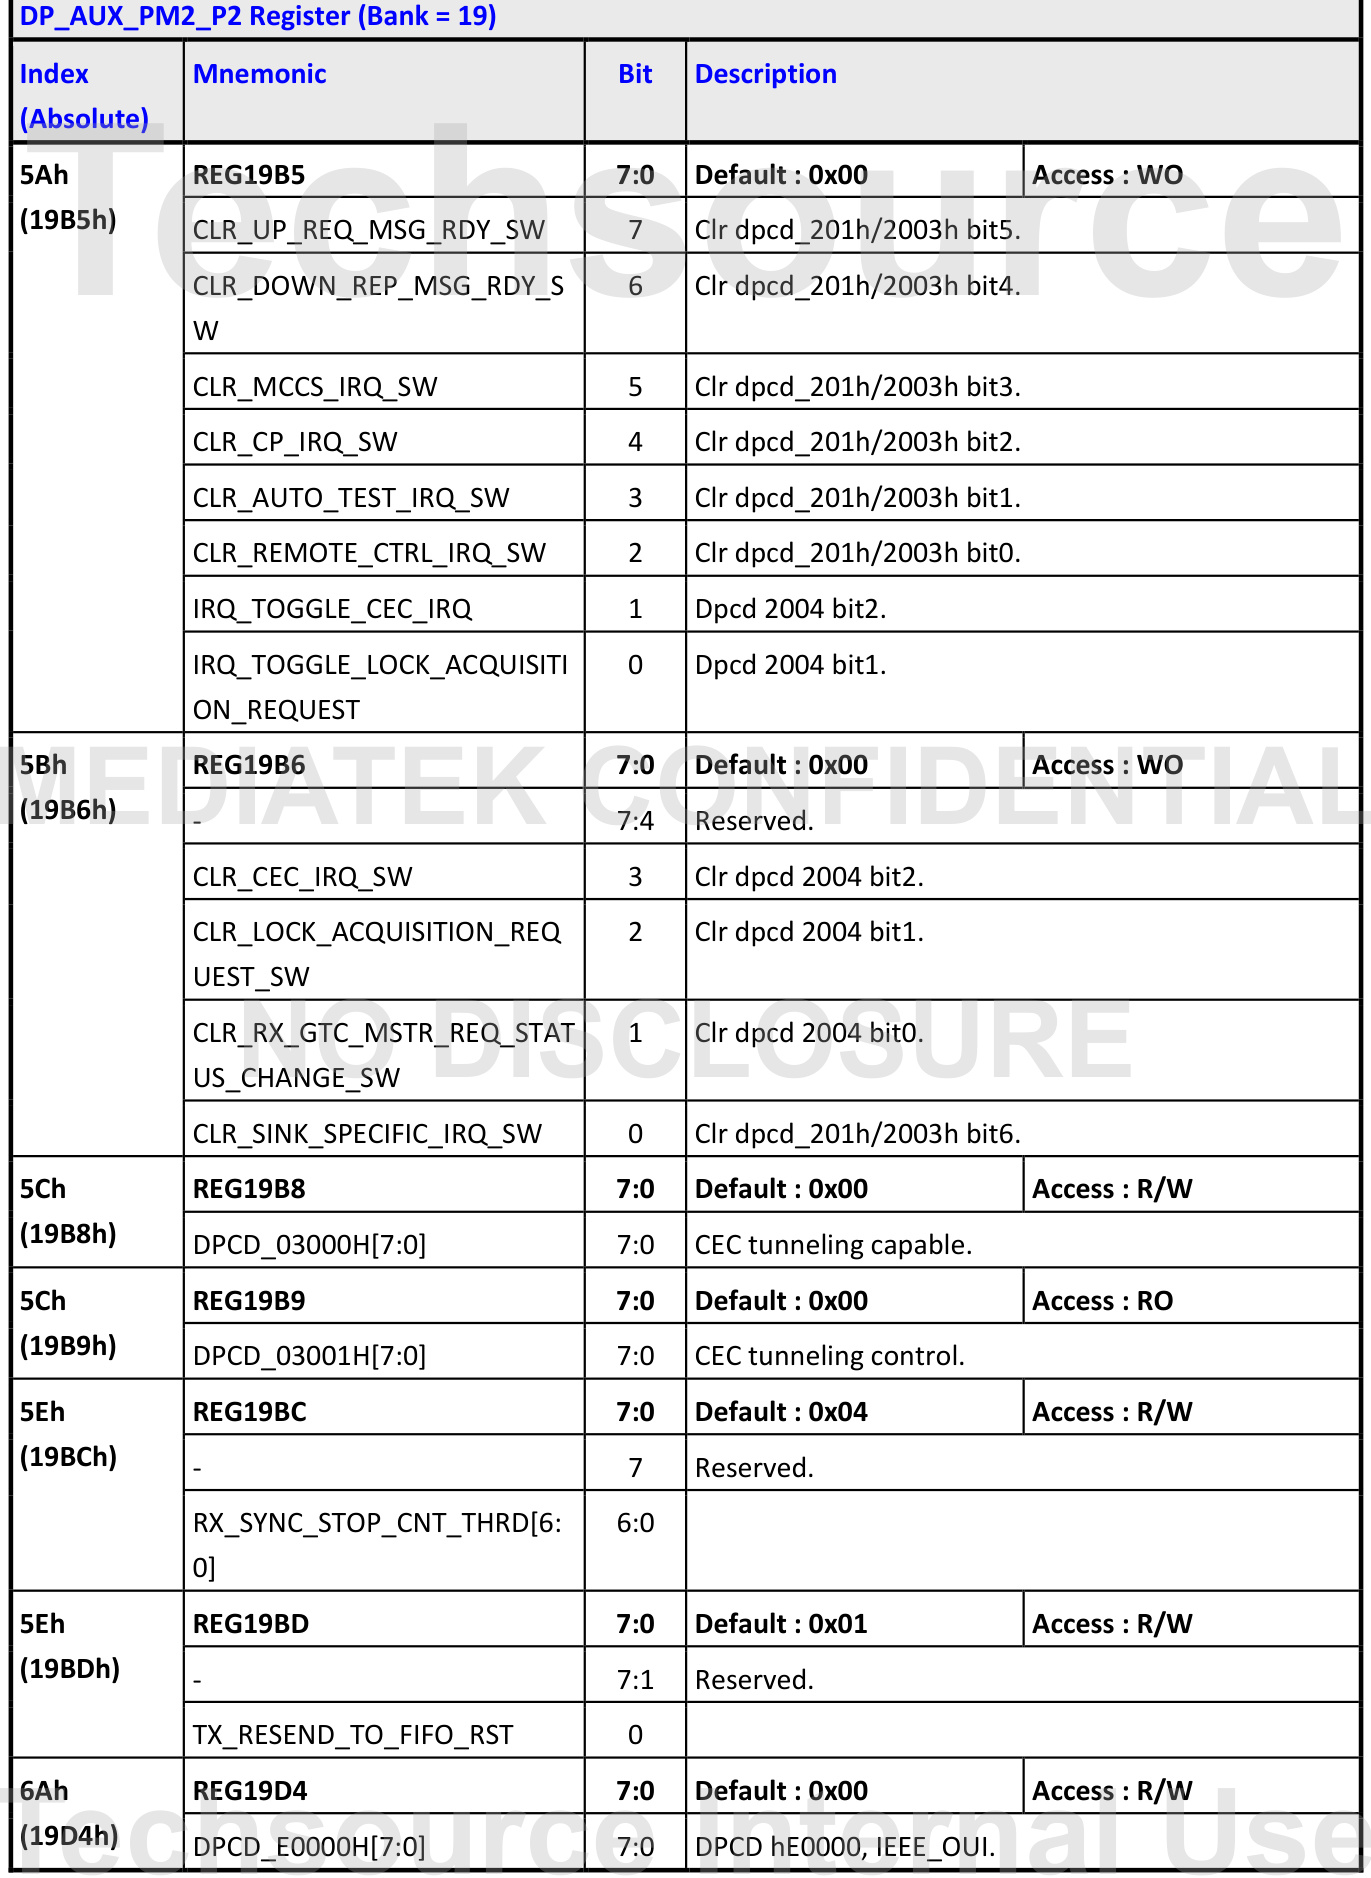 DP_AUX_PM2_P2 Register (Bank = 19)
Index (Absolute) Mnemonic Bit Description
5Ah (19B5h) REG19B5 7:0 Default : 0x00 Access : WO
CLR_UP_REQ_MSG_RDY_SW 7 Clr dpcd_201h/2003h bit5.
CLR_DOWN_REP_MSG_RDY_S 6 Clr dpcd_201h/2003h bit4.
W
CLR_MCCS_IRQ_SW 5 Clr dpcd_201h/2003h bit3.
CLR_CP_IRQ_SW 4 Clr dpcd_201h/2003h bit2.
CLR_AUTO_TEST_IRQ_SW 3 Clr dpcd_201h/2003h bit1.
CLR_REMOTE_CTRL_IRQ_SW 2 Clr dpcd_201h/2003h bit0.
IRQ_TOGGLE_CEC_IRQ 1 Dpcd 2004 bit2.
IRQ_TOGGLE_LOCK_ACQUISITI 0 Dpcd 2004 bit1.
ON_REQUEST
5Bh (19B6h) REG19B6 7:0 Default : 0x00 Access : WO
- 7:4 Reserved.
CLR_CEC_IRQ_SW 3 Clr dpcd 2004 bit2.
CLR_LOCK_ACQUISITION_REQ 2 Clr dpcd 2004 bit1.
UEST_SW
CLR_RX_GTC_MSTR_REQ_STAT 1 Clr dpcd 2004 bit0.
US_CHANGE_SW
CLR_SINK_SPECIFIC_IRQ_SW 0 Clr dpcd_201h/2003h bit6.
5Ch (19B8h) REG19B8 7:0 Default : 0x00 Access : R/W
DPCD_03000H[7:0] 7:0 CEC tunneling capable.
5Ch (19B9h) REG19B9 7:0 Default : 0x00 Access : RO
DPCD_03001H[7:0] 7:0 CEC tunneling control.
5Eh (19BCh) REG19BC 7:0 Default : 0x04 Access : R/W
- 7 Reserved.
RX_SYNC_STOP_CNT_THRD[6: 6:0
0]
5Eh (19BDh) REG19BD 7:0 Default : 0x01 Access : R/W
- 7:1 Reserved.
TX_RESEND_TO_FIFO_RST 0
6Ah (19D4h) REG19D4 7:0 Default : 0x00 Access : R/W
DPCD_E0000H[7:0] 7:0 DPCD hE0000, IEEE_OUI.
Techsource
MEDIATEK CONFIDENTIAL
NO DISCLOSURE
Techsource Internal Use